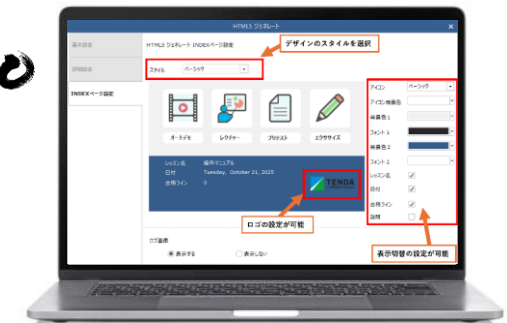 HTML5 ジェネレート
HTML5 ジェネレート INDEXページ設定
デザインのスタイルを選択
基本設定
詳細設定
INDEXページ設定
スタイル
ベーシック
オートデモ
レクチャー
プリテスト
エクササイズ
レッスン名 操作マニュアル
日付 Tuesday, October 21, 2025
合格ライン 0
TENDA
ロゴの設定が可能
ロゴ画像
表示する
表示しない
アイコン ベーシック
アイコン背景色
背景色1
フォント1
背景色2
フォント2
レッスン名
日付
合格ライン
説明
表示切替の設定が可能